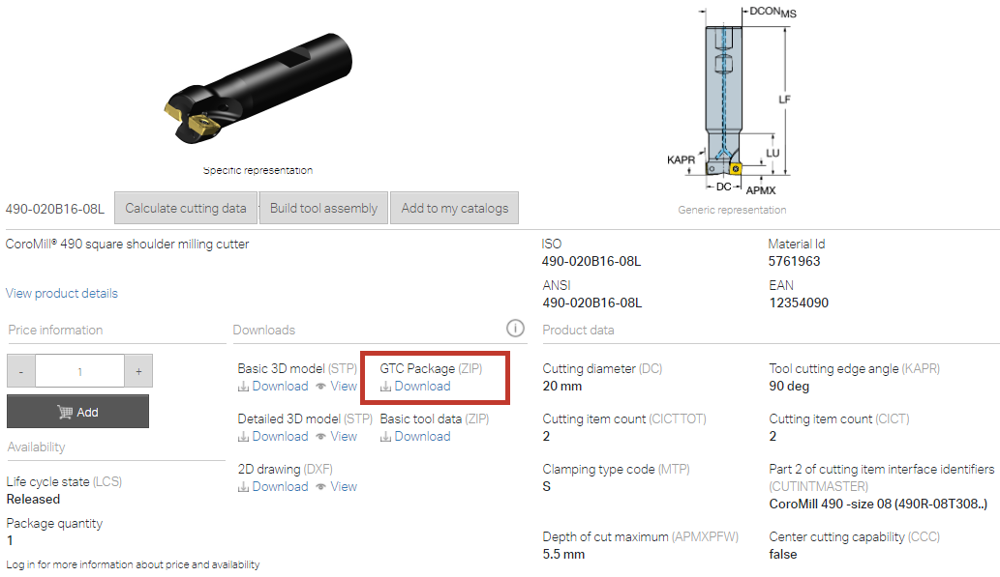 DCONMS
LF
KAPR
LU
DC
APMX
Specific representation
Generic representation
490-020B16-08L
Calculate cutting data
Build tool assembly
Add to my catalogs
CoroMill® 490 square shoulder milling cutter
View product details
ISO
490-020B16-08L
Material Id
5761963
ANSI
490-020B16-08L
EAN
12354090
Price information
- 1 +
Add
Availability
Life cycle state (LCS)
Released
Package quantity
1
Log in for more information about price and availability
Downloads
i
Basic 3D model (STP)
Download View
GTC Package (ZIP)
Download
Detailed 3D model (STP)
Download View
Basic tool data (ZIP)
Download
2D drawing (DXF)
Download View
Product data
Cutting diameter (DC)
20 mm
Tool cutting edge angle (KAPR)
90 deg
Cutting item count (CICTTOT)
2
Cutting item count (CICT)
2
Clamping type code (MTP)
S
Part 2 of cutting item interface identifiers
(CUTINTMASTER)
CoroMill 490 -size 08 (490R-08T308..)
Depth of cut maximum (APMXPFW)
5.5 mm
Center cutting capability (CCC)
false